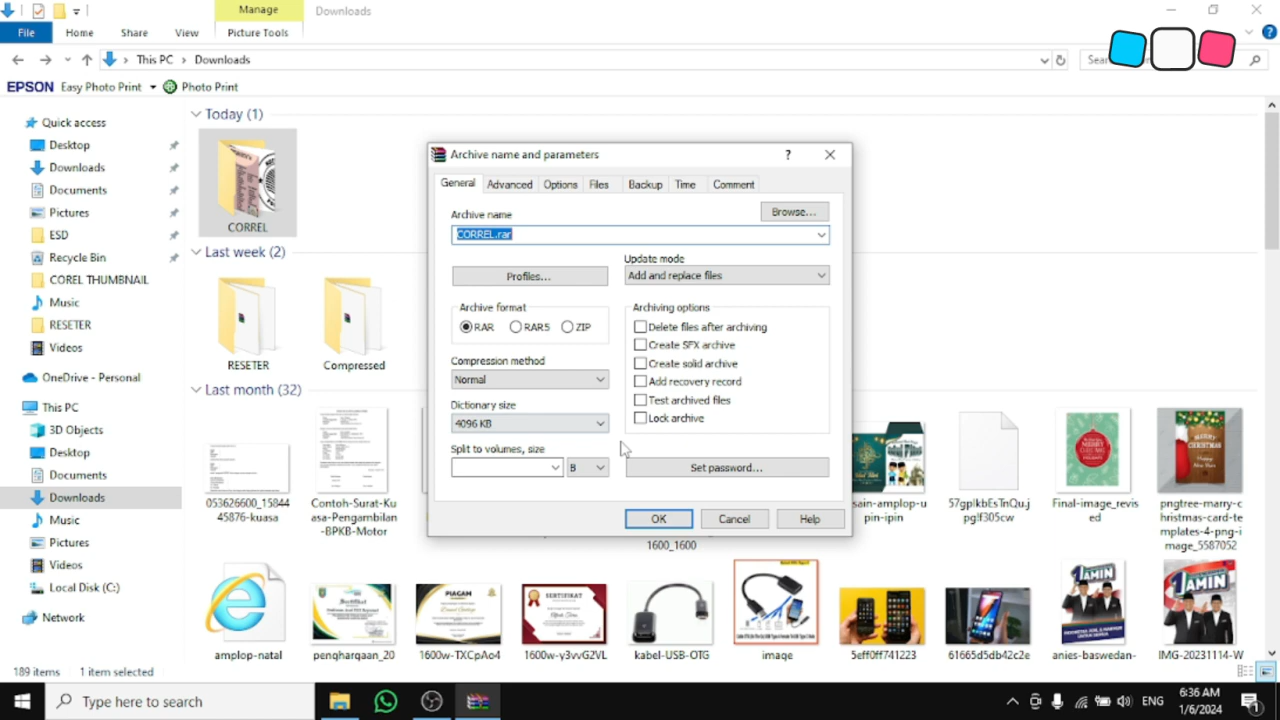 Manage
Downloads
File
Home
Share
View
Picture Tools
This PC
Downloads
EPSON
Easy Photo Print
Photo Print
Quick access
Desktop
Downloads
Documents
Pictures
ESD
Recycle Bin
COREL THUMBNAIL
Music
RESETER
Videos
OneDrive - Personal
This PC
3D Objects
Desktop
Documents
Downloads
Music
Pictures
Videos
Local Disk (C:)
Network
Today (1)
CORREL
Last week (2)
RESETER
Compressed
Last month (32)
Archive name and parameters
?
General
Advanced
Options
Files
Backup
Time
Comment
Archive name
Browse...
CORREL.rar
Profiles...
Update mode
Add and replace files
Archive format
RAR
RAR5
ZIP
Compression method
Normal
Dictionary size
4096 KB
Split to volumes, size
B
Archiving options
Delete files after archiving
Create SFX archive
Create solid archive
Add recovery record
Test archived files
Lock archive
Set password...
OK
Cancel
Help
053626600_15844
45876-kuasa
Contoh-Surat-Ku
asa-Pengambilan
-BPKB-Motor
1600_1600
sain-amplop-u
pin-ipin
57gplkbEsTnQu.j
pg!f305cw
Final-image_revis
ed
pngtree-marry-c
hristmas-card-te
mplates-4-png-i
mage_5587052
amplop-natal
penghargaan_20
PIAGAM
1600w-TXCpAo4
SERTIFIKAT
1600w-y3vvG2VL
kabel-USB-OTG
image
5eff0ff741223
61665d5db42c2e
1AMIN
anies-baswedan-
1AMIN
IMG-20231114-W
189 items
1 item selected
Type here to search
ENG
6:36 AM
1/6/2024
1